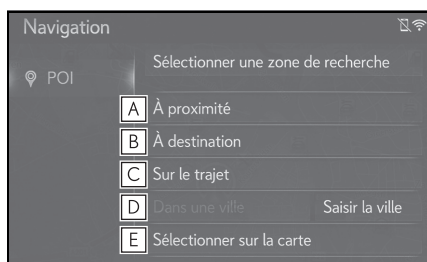 Navigation
POI
Sélectionner une zone de recherche
A À proximité
B À destination
C Sur le trajet
D Dans une ville Saisir la ville
E Sélectionner sur la carte